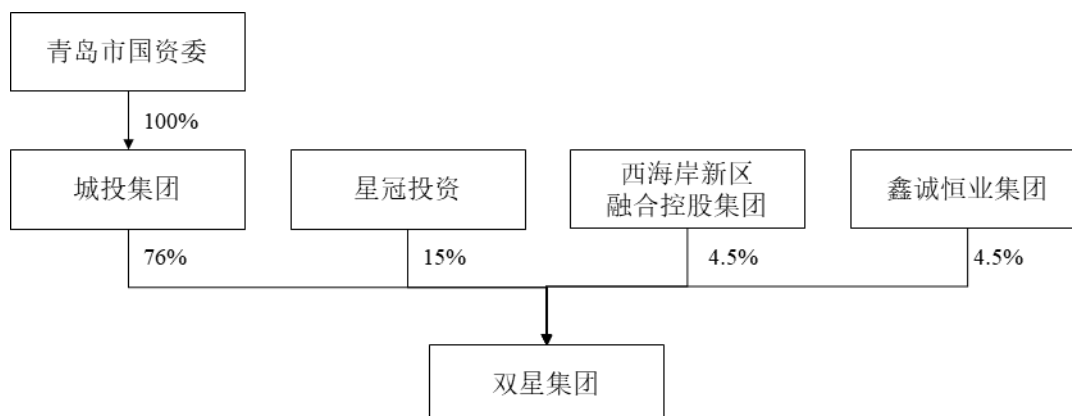 青岛市国资委
100%
城投集团
星冠投资
西海岸新区
融合控股集团
鑫诚恒业集团
76%
15%
4.5%
4.5%
双星集团